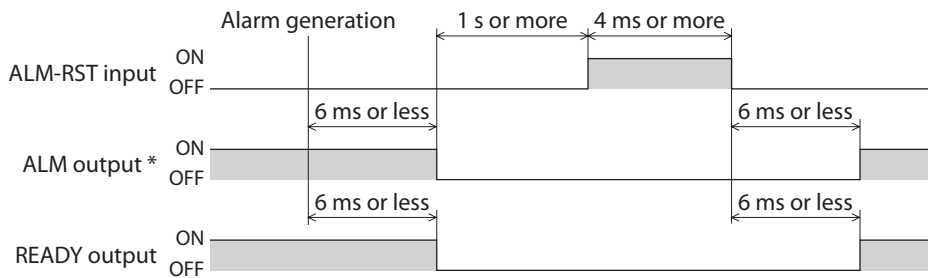 Alarm generation
1 s or more
4 ms or more
ALM-RST input
ON
OFF
6 ms or less
6 ms or less
ALM output *
ON
OFF
6 ms or less
6 ms or less
READY output
ON
OFF